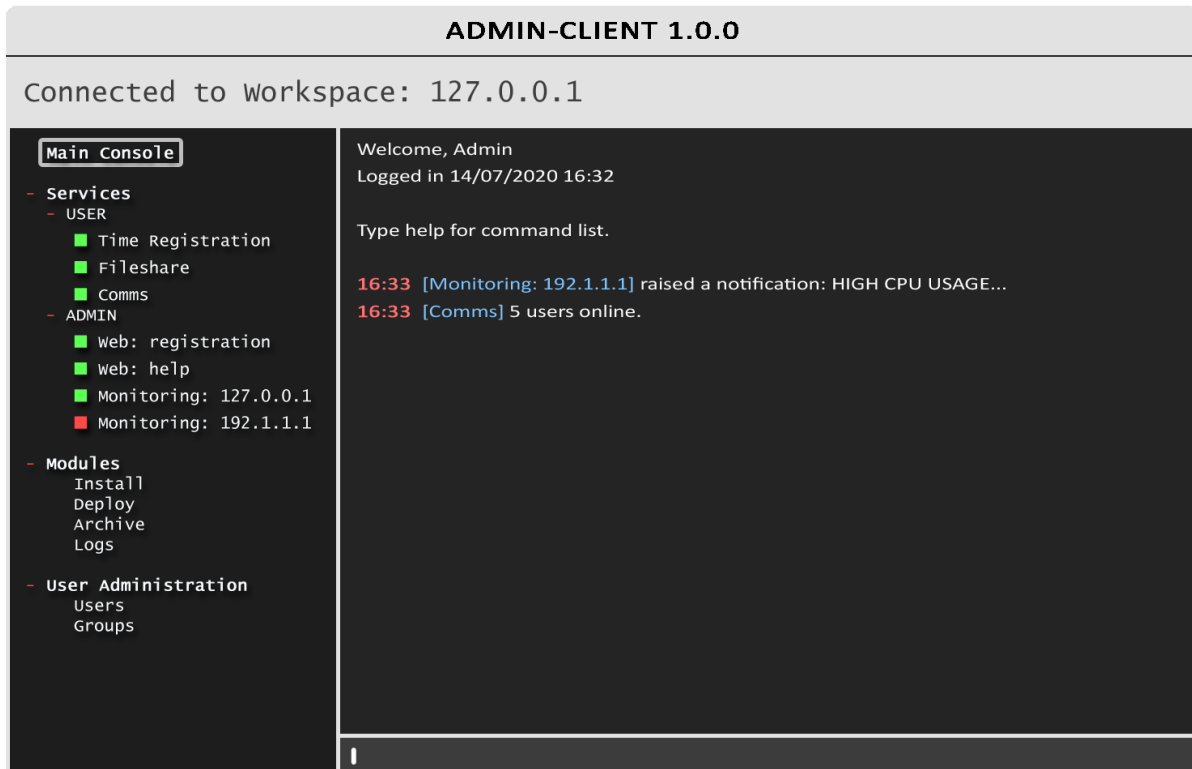 ADMIN-CLIENT 1.0.0
Connected to Workspace: 127.0.0.1
Main Console
- Services
- USER
Time Registration
Fileshare
Comms
- ADMIN
Web: registration
Web: help
Monitoring: 127.0.0.1
Monitoring: 192.1.1.1
- Modules
Install
Deploy
Archive
Logs
- User Administration
Users
Groups
Welcome, Admin
Logged in 14/07/2020 16:32
Type help for command list.
16:33 [Monitoring: 192.1.1.1] raised a notification: HIGH CPU USAGE...
16:33 [Comms] 5 users online.